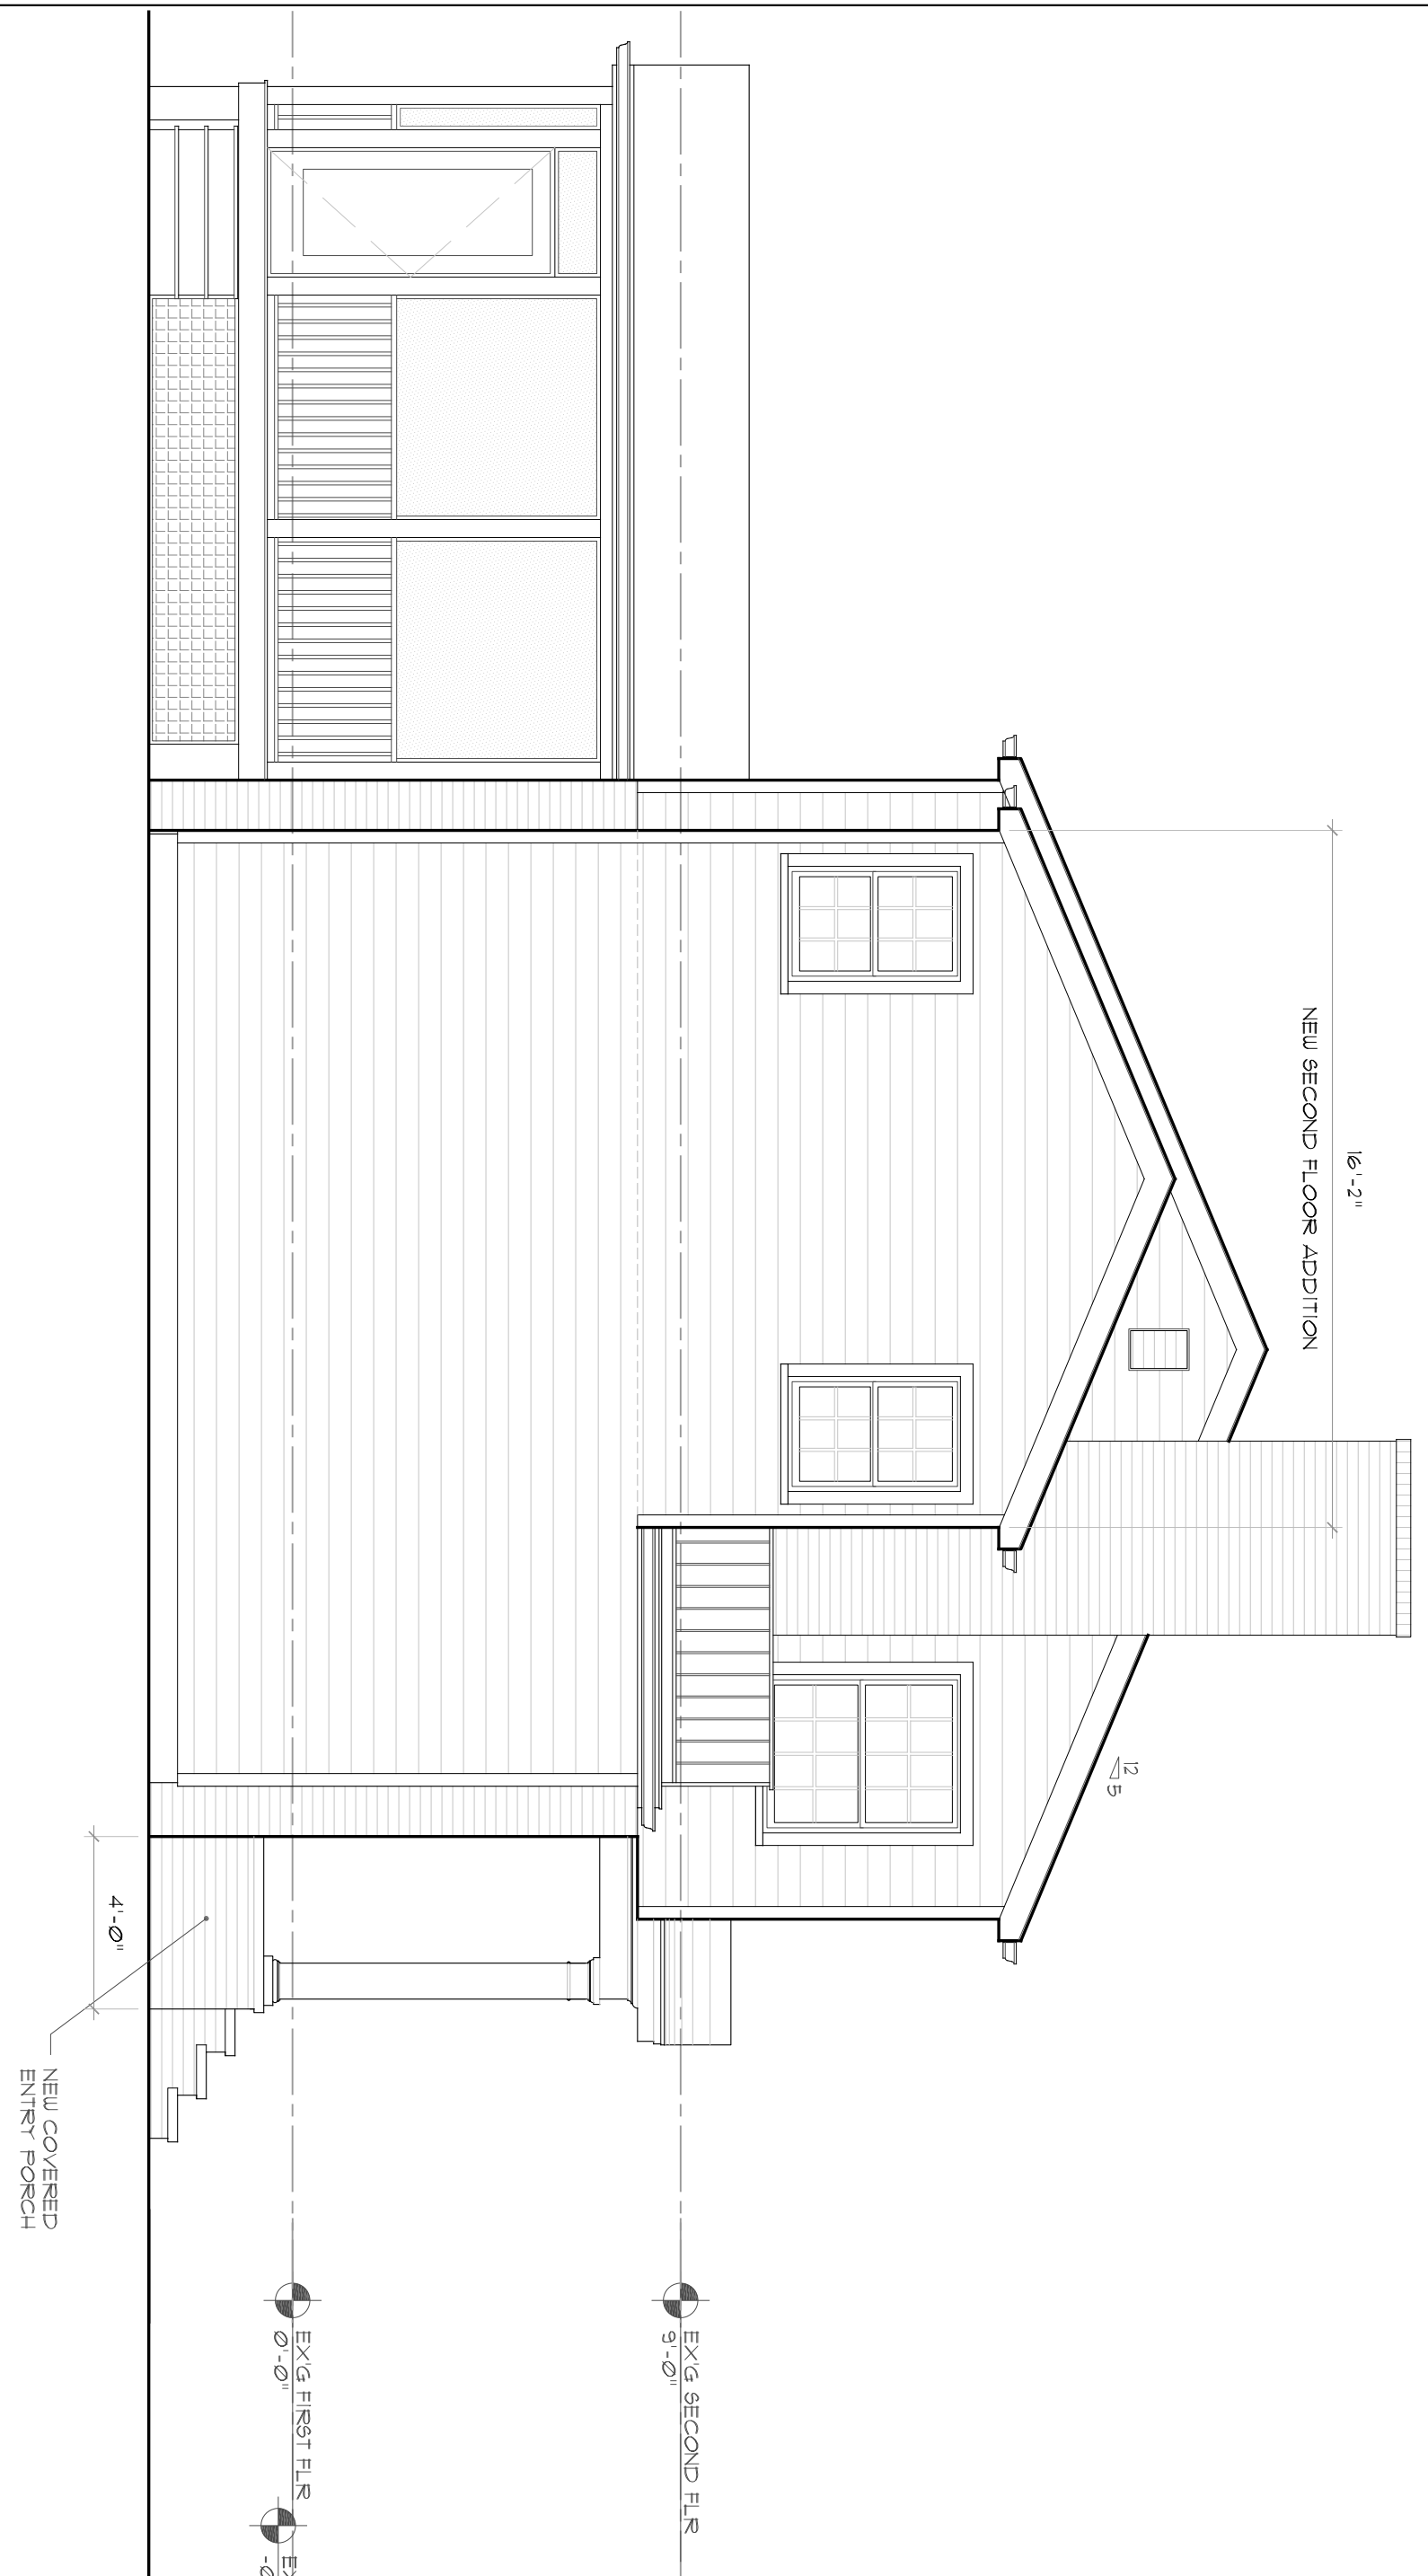 16'-2"
NEW SECOND FLOOR ADDITION
12
5
EX'G SECOND FLR
9'-0"
EX'G FIRST FLR
0'-0"
4'-0"
NEW COVERED
ENTRY PORCH